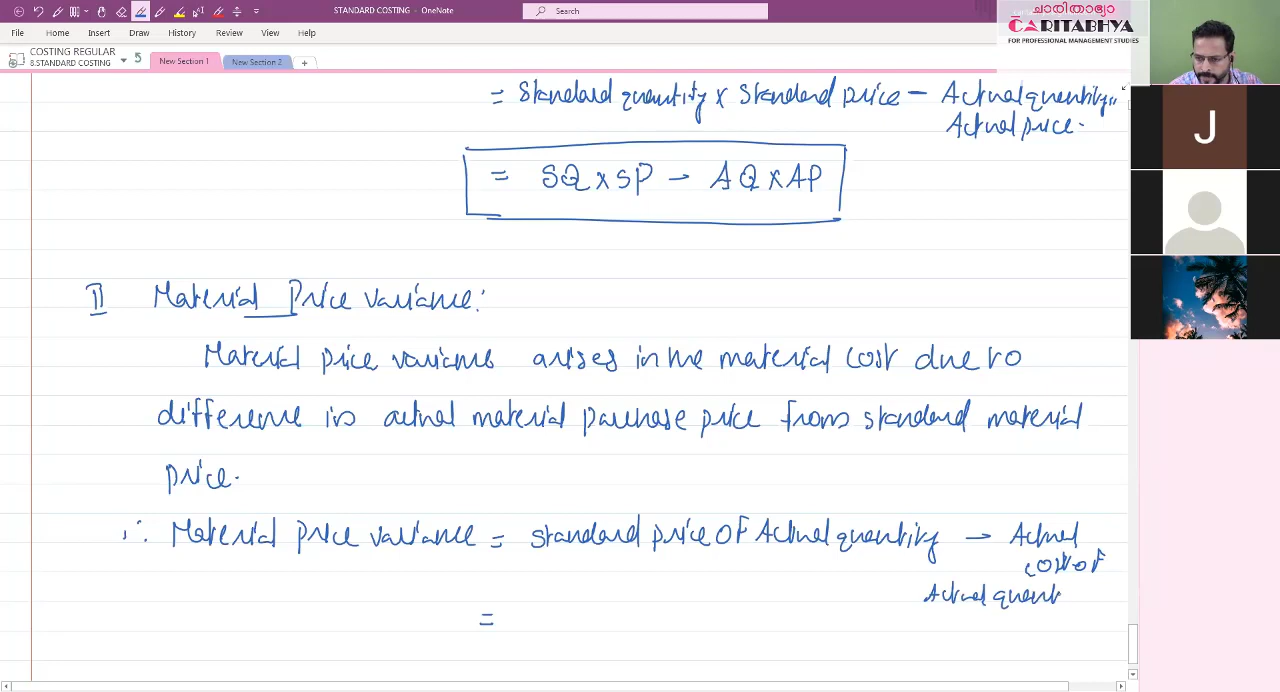 STANDARD COSTING - OneNote
Search
ചാരിതാഭ്യാ
CARITABHYA
FOR PROFESSIONAL MANAGEMENT STUDIES
File Home Insert Draw History Review View Help
COSTING REGULAR
8.STANDARD COSTING
New Section 1 New Section 2 +
= Standard quantity x Standard price - Actual quantity x
Actual price.
= SQ x SP - AQ x AP
II Material Price variance:
Material price variance arises in the material cost due to
difference in actual material purchase price from standard material
price.
∴ Material price variance = standard price OF Actual quantity - Actual
cost of
Actual quant
=
J